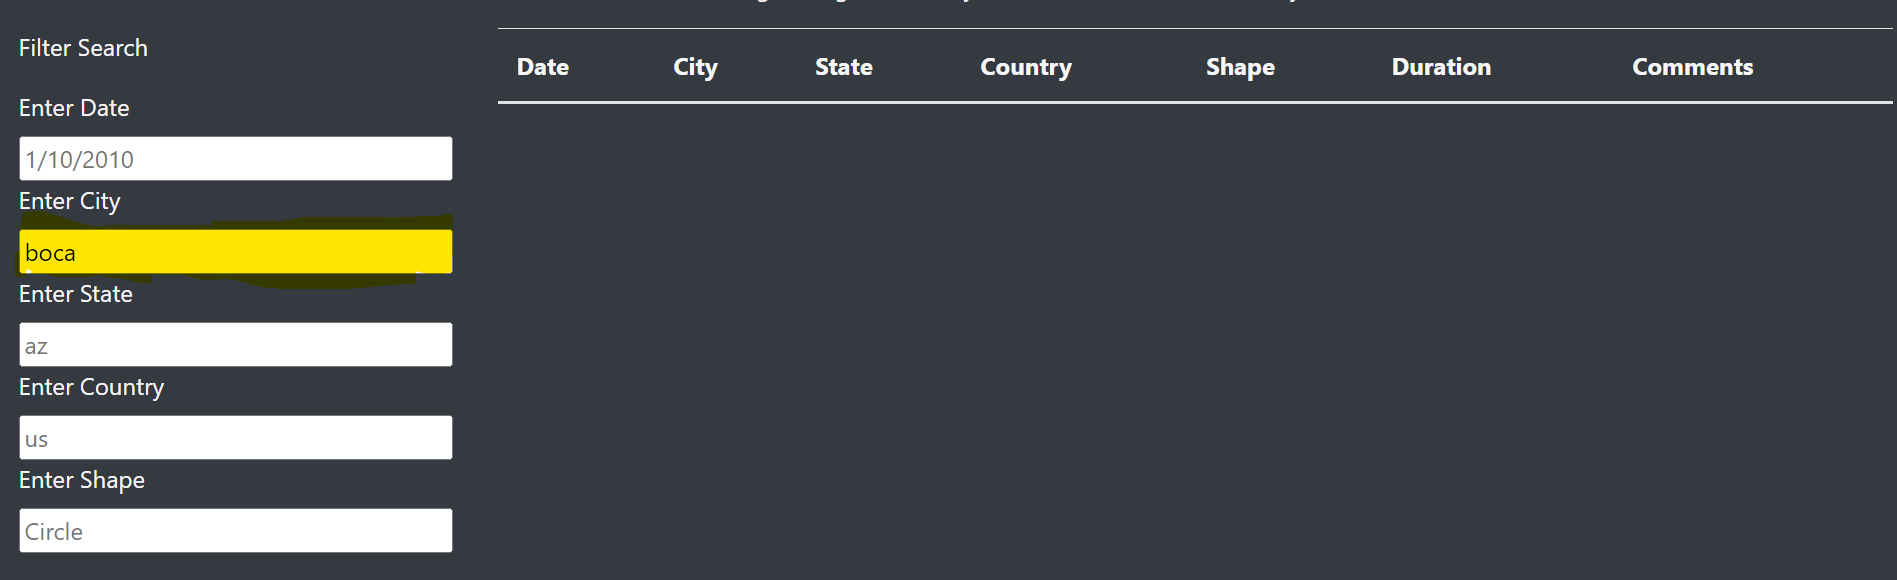 Filter Search
Enter Date
1/10/2010
Enter City
boca
Enter State
az
Enter Country
us
Enter Shape
Circle
Date City State Country Shape Duration Comments